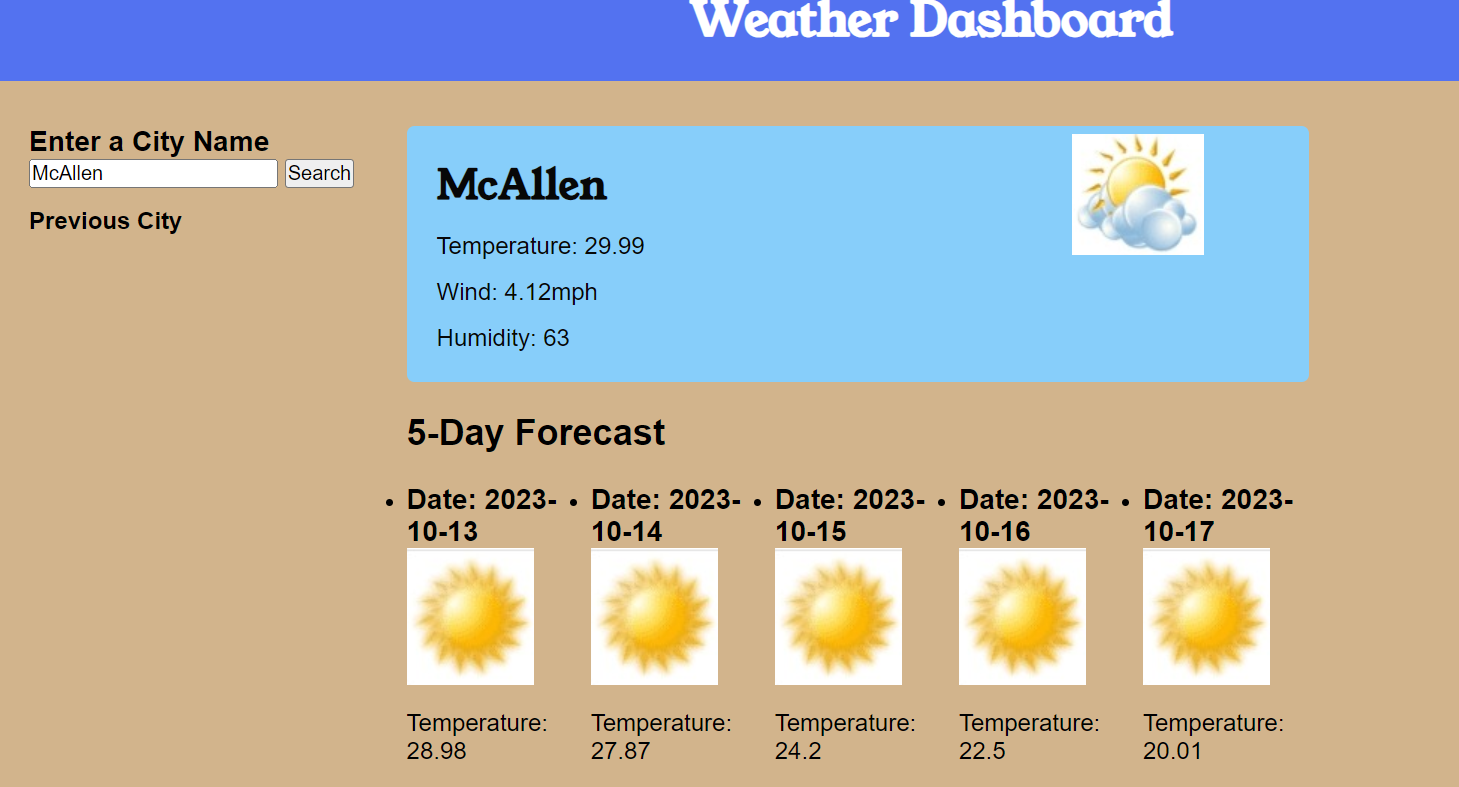 Weather Dashboard
Enter a City Name
McAllen Search
Previous City
McAllen
Temperature: 29.99
Wind: 4.12mph
Humidity: 63
5-Day Forecast
Date: 2023-
10-13
Temperature:
28.98
Date: 2023-
10-14
Temperature:
27.87
Date: 2023-
10-15
Temperature:
24.2
Date: 2023-
10-16
Temperature:
22.5
Date: 2023-
10-17
Temperature:
20.01